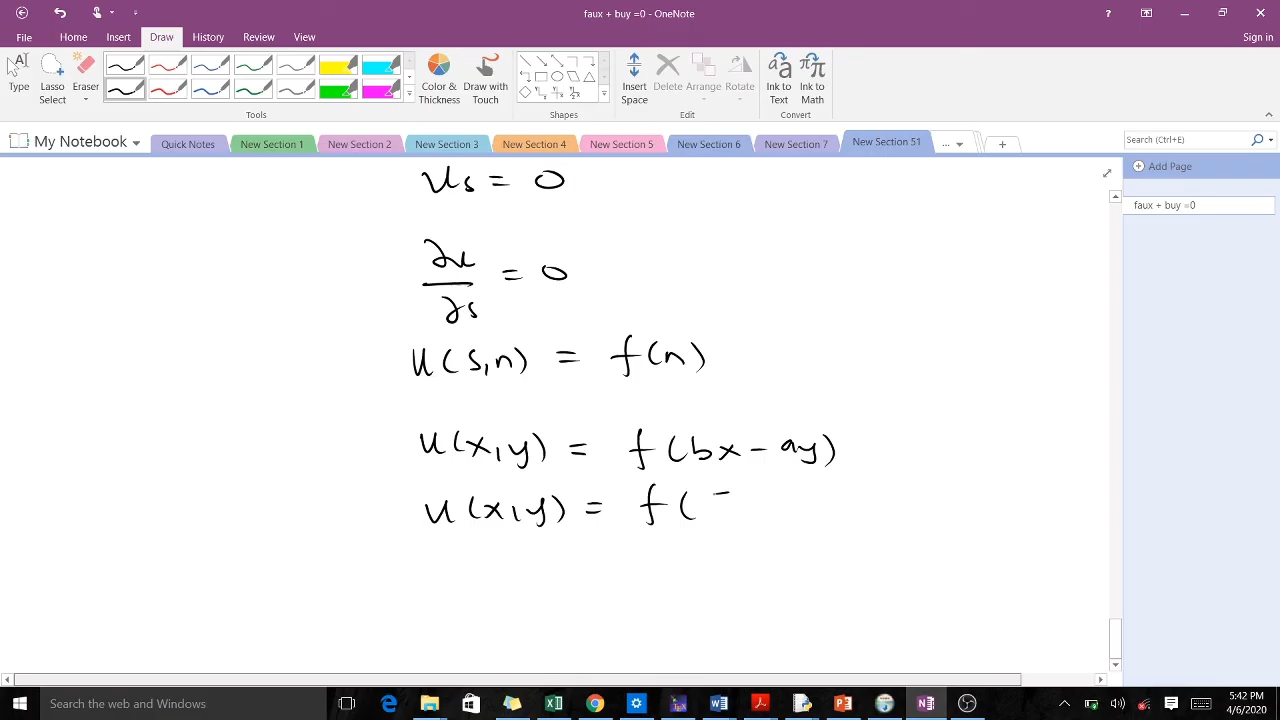 faux + buy =0 - OneNote
File Home Insert Draw History Review View Sign in
Type Lasso Select Eraser Color & Thickness Draw with Touch Insert Space Delete Arrange Rotate Ink to Text Ink to Math
Tools Shapes Edit Convert
My Notebook Quick Notes New Section 1 New Section 2 New Section 3 New Section 4 New Section 5 New Section 6 New Section 7 New Section 51 ... Search (Ctrl+E)
Add Page
faux + buy =0
us = 0
∂u/∂s = 0
u(s,n) = f(n)
u(x,y) = f(bx - ay)
u(x,y) = f(
Search the web and Windows
5:42 PM
4/6/2020